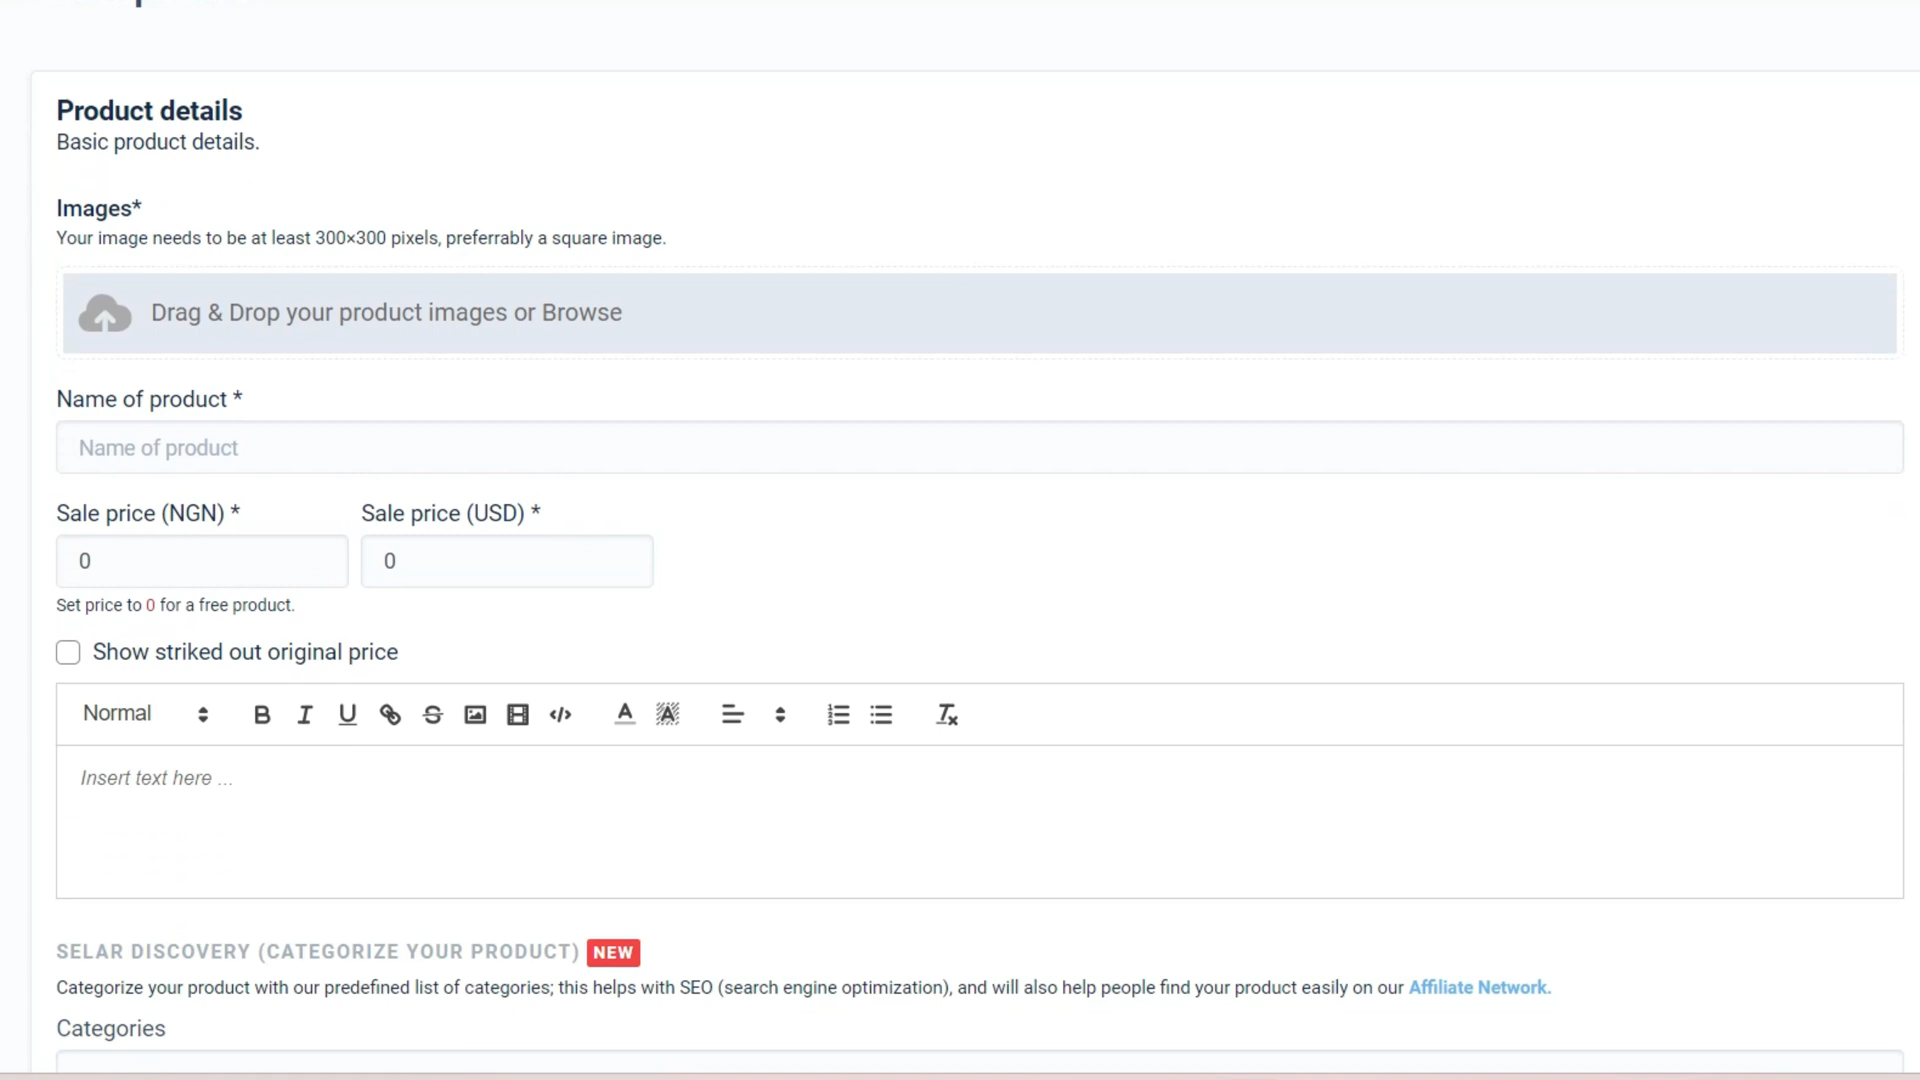 Product details
Basic product details.
Images*
Your image needs to be at least 300×300 pixels, preferrably a square image.
Drag & Drop your product images or Browse
Name of product *
Name of product
Sale price (NGN) * Sale price (USD) *
0 0
Set price to 0 for a free product.
Show striked out original price
Normal
Insert text here ...
SELAR DISCOVERY (CATEGORIZE YOUR PRODUCT) NEW
Categorize your product with our predefined list of categories; this helps with SEO (search engine optimization), and will also help people find your product easily on our Affiliate Network.
Categories